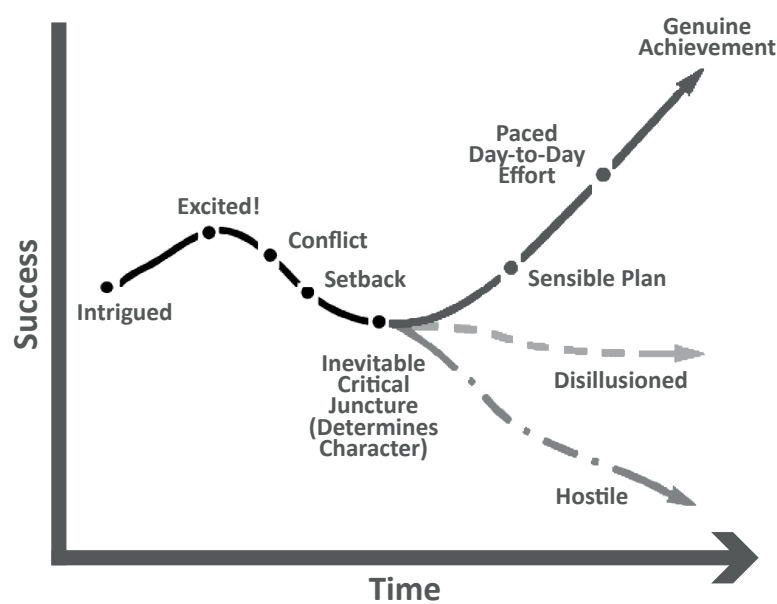 Genuine
Achievement
Paced
Day-to-Day
Effort
Excited!
Conflict
Setback
Sensible Plan
Intrigued
Inevitable
Critical
Juncture
(Determines
Character)
Disillusioned
Hostile
Success
Time